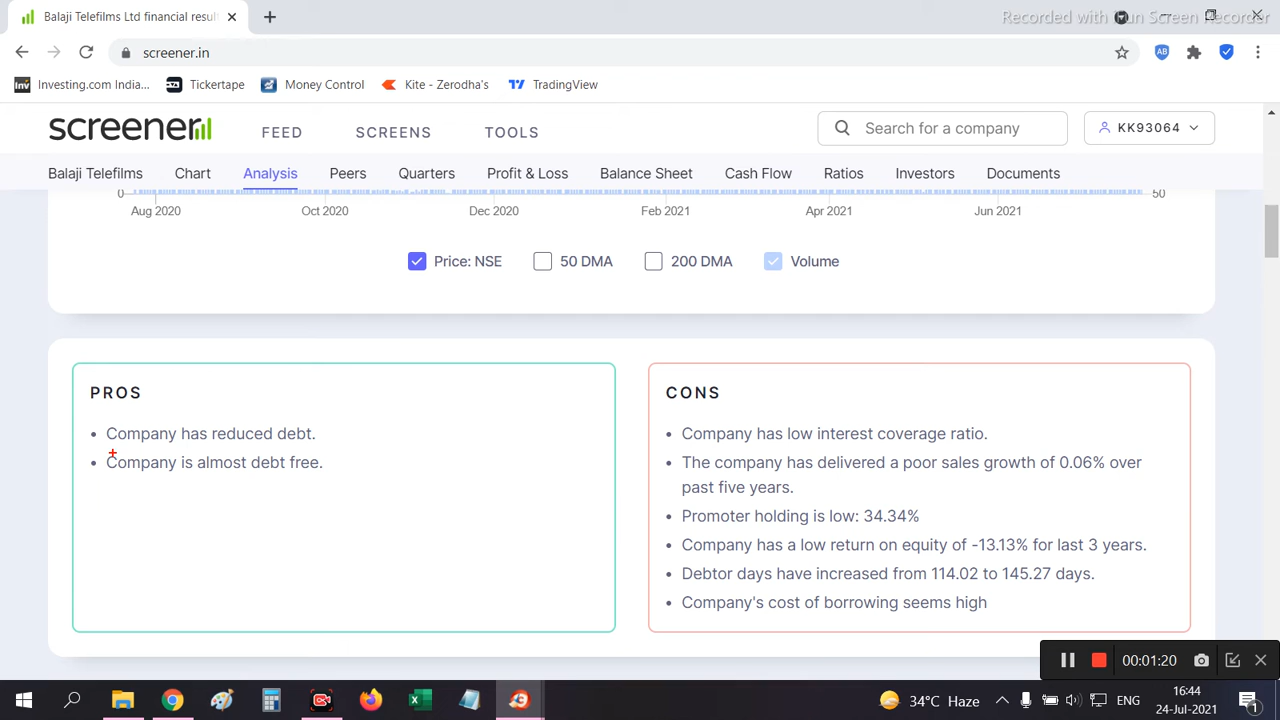 Balaji Telefilms Ltd financial resul
Recorded with Fun Screen Recorder
screener.in
AB
Inv Investing.com India...
Tickertape
Money Control
Kite - Zerodha's
TradingView
screener
FEED
SCREENS
TOOLS
Search for a company
KK93064
Balaji Telefilms
Chart
Analysis
Peers
Quarters
Profit & Loss
Balance Sheet
Cash Flow
Ratios
Investors
Documents
0
50
Aug 2020
Oct 2020
Dec 2020
Feb 2021
Apr 2021
Jun 2021
Price: NSE
50 DMA
200 DMA
Volume
PROS
• Company has reduced debt.
• Company is almost debt free.
CONS
• Company has low interest coverage ratio.
• The company has delivered a poor sales growth of 0.06% over
past five years.
• Promoter holding is low: 34.34%
• Company has a low return on equity of -13.13% for last 3 years.
• Debtor days have increased from 114.02 to 145.27 days.
• Company's cost of borrowing seems high
00:01:20
34°C Haze
ENG
16:44
24-Jul-2021
1